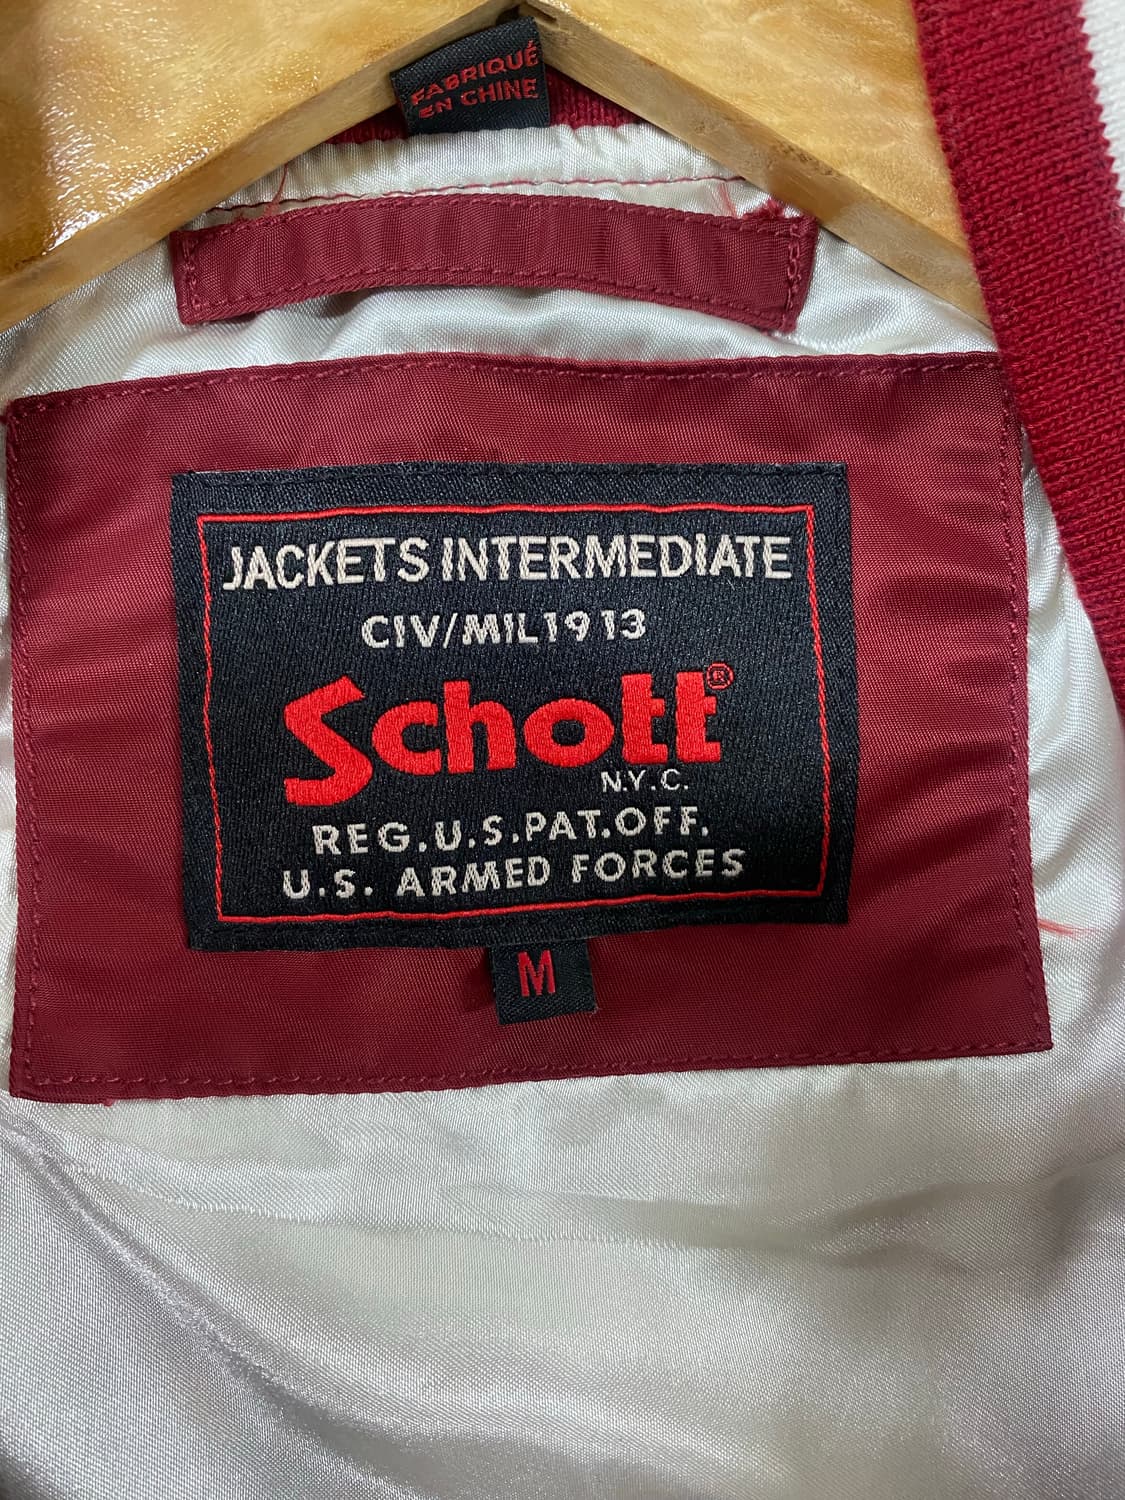 FABRIQUÉ
EN CHINE
JACKETS INTERMEDIATE
CIV/MIL1913
Schott®
N.Y.C.
REG.U.S.PAT.OFF.
U.S. ARMED FORCES
M